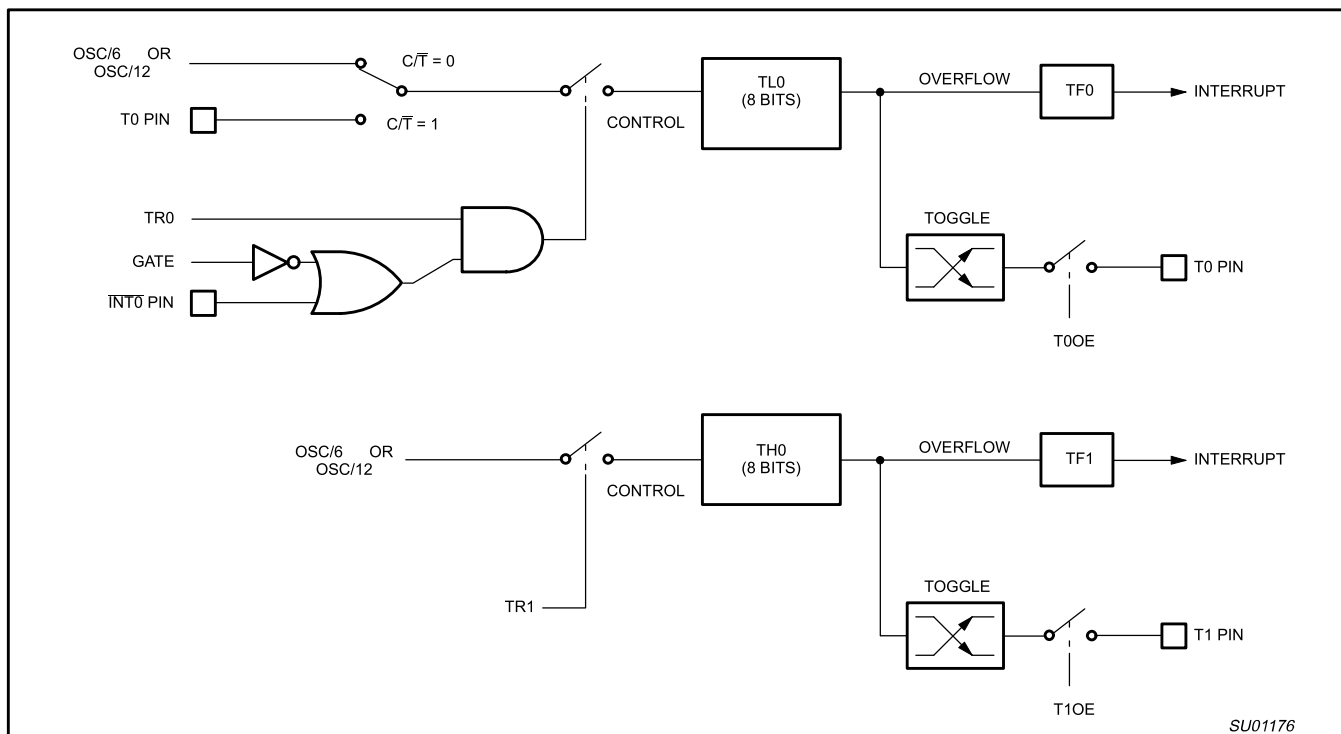 OSC/6 OR
OSC/12
C/T̅ = 0
T0 PIN
C/T̅ = 1
CONTROL
TL0
(8 BITS)
OVERFLOW
TF0
INTERRUPT
TR0
GATE
I̅N̅T̅0̅ PIN
TOGGLE
T0 PIN
T0OE
OSC/6 OR
OSC/12
CONTROL
TH0
(8 BITS)
OVERFLOW
TF1
INTERRUPT
TR1
TOGGLE
T1 PIN
T1OE
SU01176